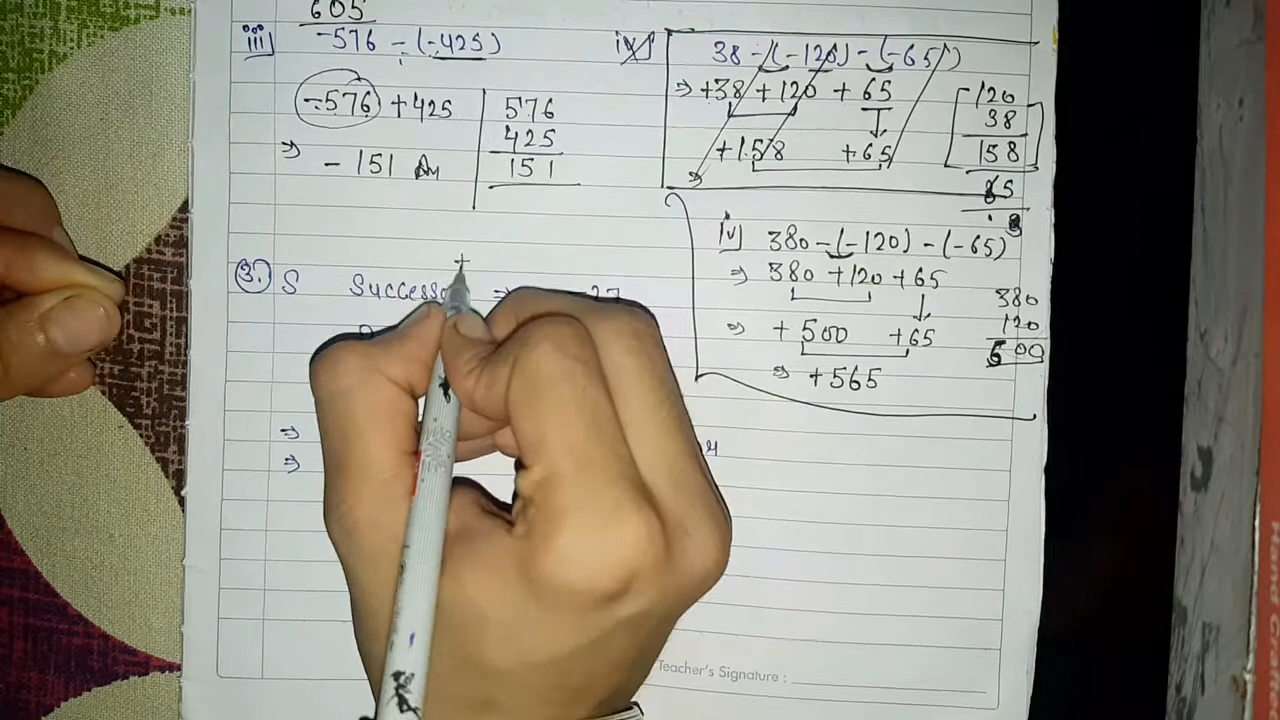 605
iii] -576 - (-425)
-576 +425
576
425
151
⇒ - 151 Ans
iv] 38 - (-120) - (-65)
⇒ +38 +120 + 65
+158 +65
⇒
120
38
158
65
iv] 380 - (-120) - (-65)
⇒ 380 +120 +65
⇒ + 500 +65
⇒ +565
380
120
500
3. S Successo ⇒ 27
+
⇒
⇒
Teacher's Signature :